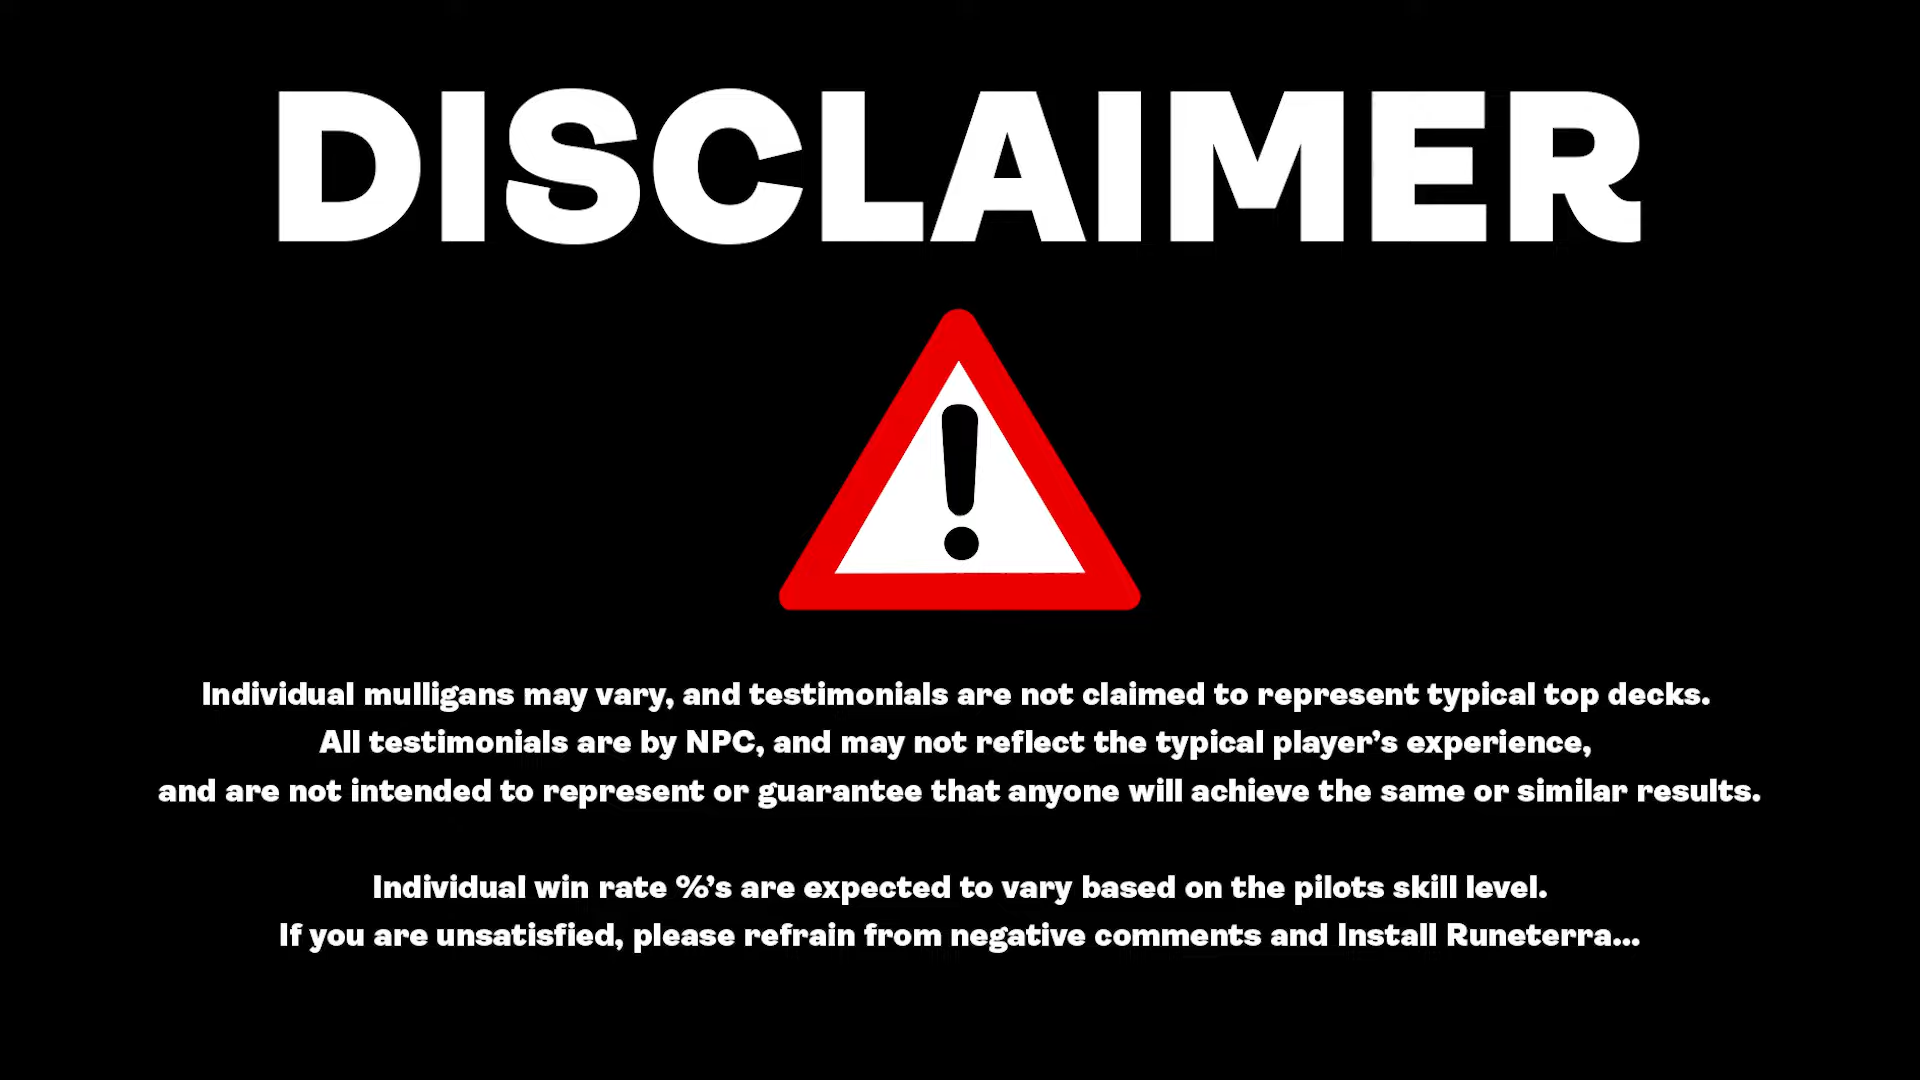 DISCLAIMER
Individual mulligans may vary, and testimonials are not claimed to represent typical top decks.
All testimonials are by NPC, and may not reflect the typical player’s experience,
and are not intended to represent or guarantee that anyone will achieve the same or similar results.
Individual win rate %’s are expected to vary based on the pilots skill level.
If you are unsatisfied, please refrain from negative comments and Install Runeterra...